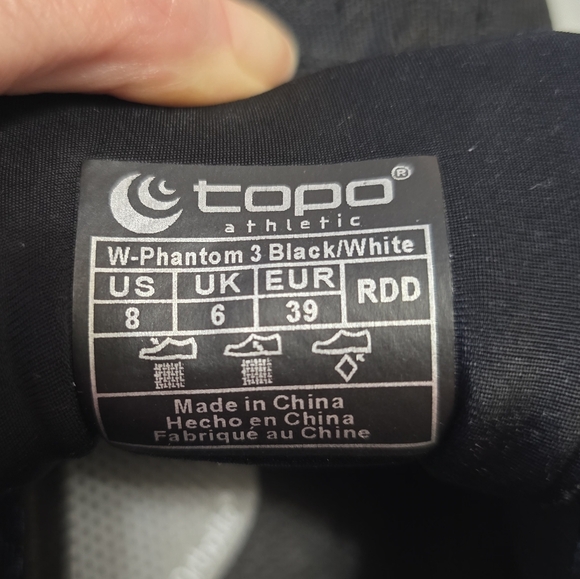 topo®
athletic
W-Phantom 3 Black/White
US UK EUR RDD
8 6 39
Made in China
Hecho en China
Fabriqué au Chine